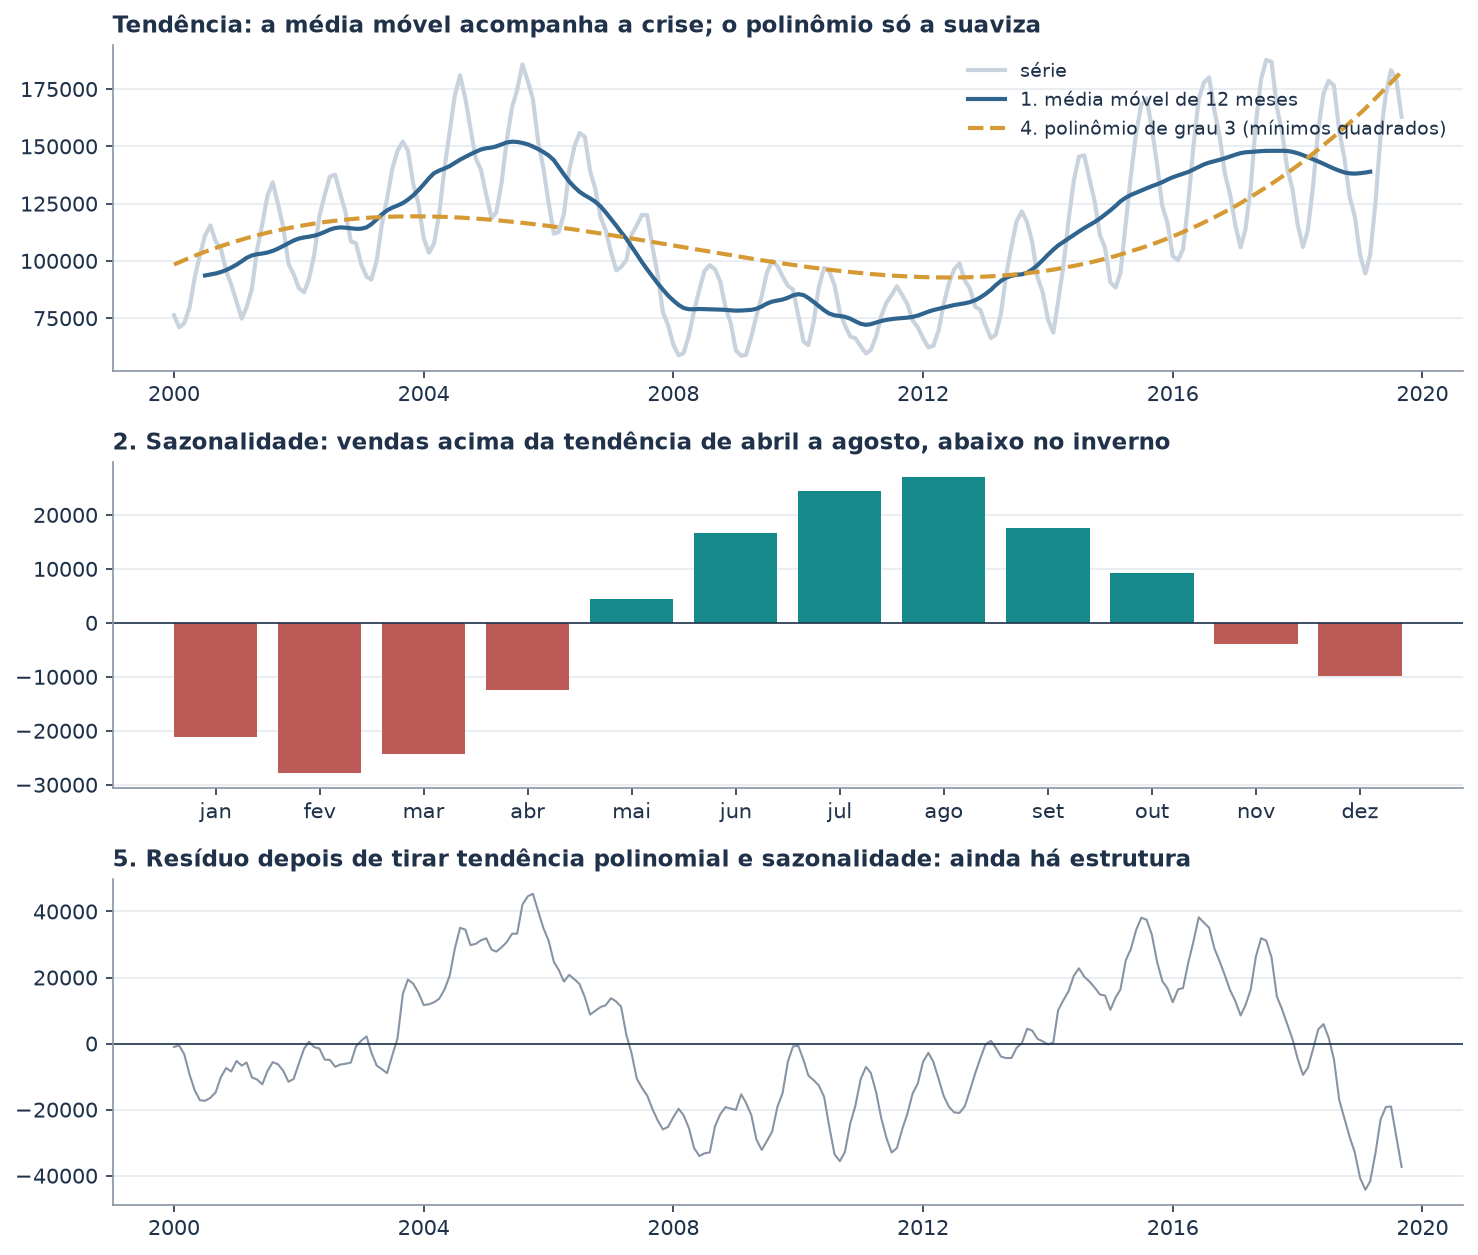 Tendência: a média móvel acompanha a crise; o polinômio só a suaviza
série
1. média móvel de 12 meses
4. polinômio de grau 3 (mínimos quadrados)
175000
150000
125000
100000
75000
2000 2004 2008 2012 2016 2020
2. Sazonalidade: vendas acima da tendência de abril a agosto, abaixo no inverno
20000
10000
0
−10000
−20000
−30000
jan fev mar abr mai jun jul ago set out nov dez
5. Resíduo depois de tirar tendência polinomial e sazonalidade: ainda há estrutura
40000
20000
0
−20000
−40000
2000 2004 2008 2012 2016 2020